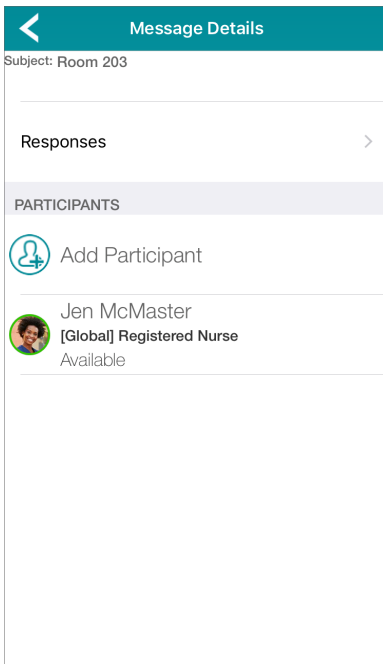 Message Details
Subject: Room 203
Responses
PARTICIPANTS
Add Participant
Jen McMaster
[Global] Registered Nurse
Available